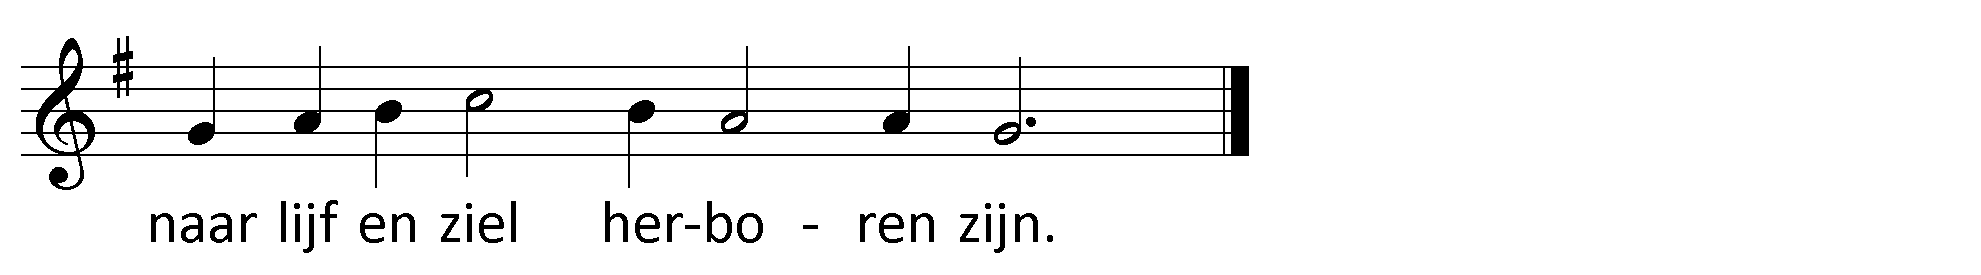 naar lijf en ziel her-bo - ren zijn.